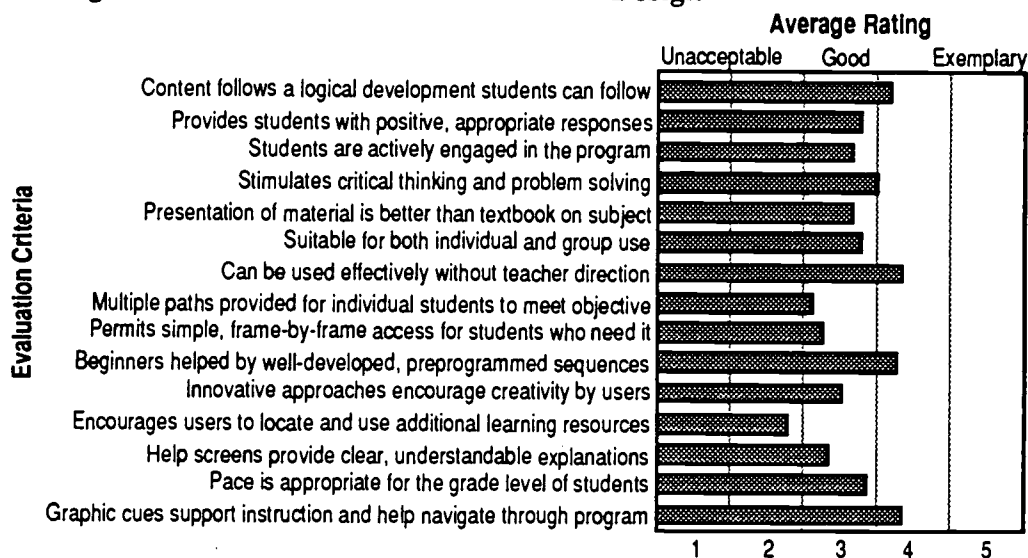 Average Rating
Unacceptable Good Exemplary
Evaluation Criteria
Content follows a logical development students can follow
Provides students with positive, appropriate responses
Students are actively engaged in the program
Stimulates critical thinking and problem solving
Presentation of material is better than textbook on subject
Suitable for both individual and group use
Can be used effectively without teacher direction
Multiple paths provided for individual students to meet objective
Permits simple, frame-by-frame access for students who need it
Beginners helped by well-developed, preprogrammed sequences
Innovative approaches encourage creativity by users
Encourages users to locate and use additional learning resources
Help screens provide clear, understandable explanations
Pace is appropriate for the grade level of students
Graphic cues support instruction and help navigate through program
1 2 3 4 5